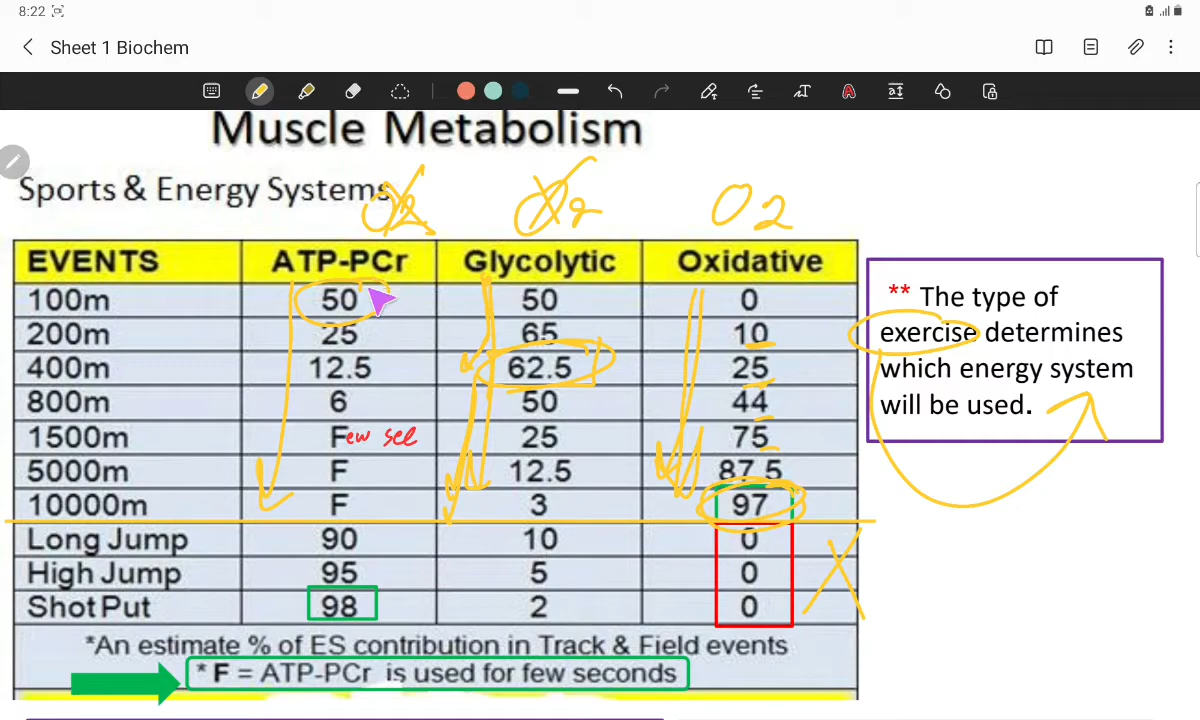 8:22
Sheet 1 Biochem
Muscle Metabolism
Sports & Energy Systems
O2 O2 O2
EVENTS ATP-PCr Glycolytic Oxidative
100m 50 50 0
200m 25 65 10
400m 12.5 62.5 25
800m 6 50 44
1500m Few sec 25 75
5000m F 12.5 87.5
10000m F 3 97
Long Jump 90 10 0
High Jump 95 5 0
Shot Put 98 2 0
*An estimate % of ES contribution in Track & Field events
* F = ATP-PCr is used for few seconds
** The type of
exercise determines
which energy system
will be used.